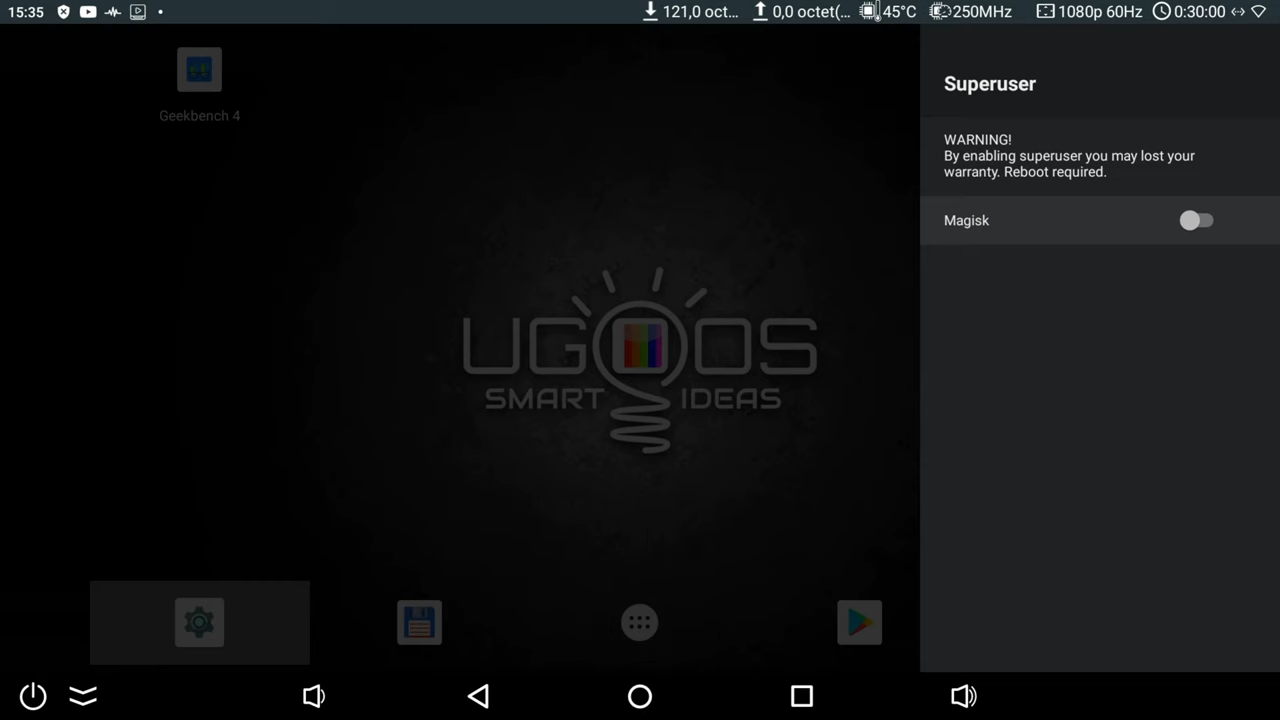 15:35 121,0 oct... 0,0 octet(... 45°C 250MHz 1080p 60Hz 0:30:00
Geekbench 4
Superuser
WARNING!
By enabling superuser you may lost your
warranty. Reboot required.
Magisk
UGOOS
SMART IDEAS